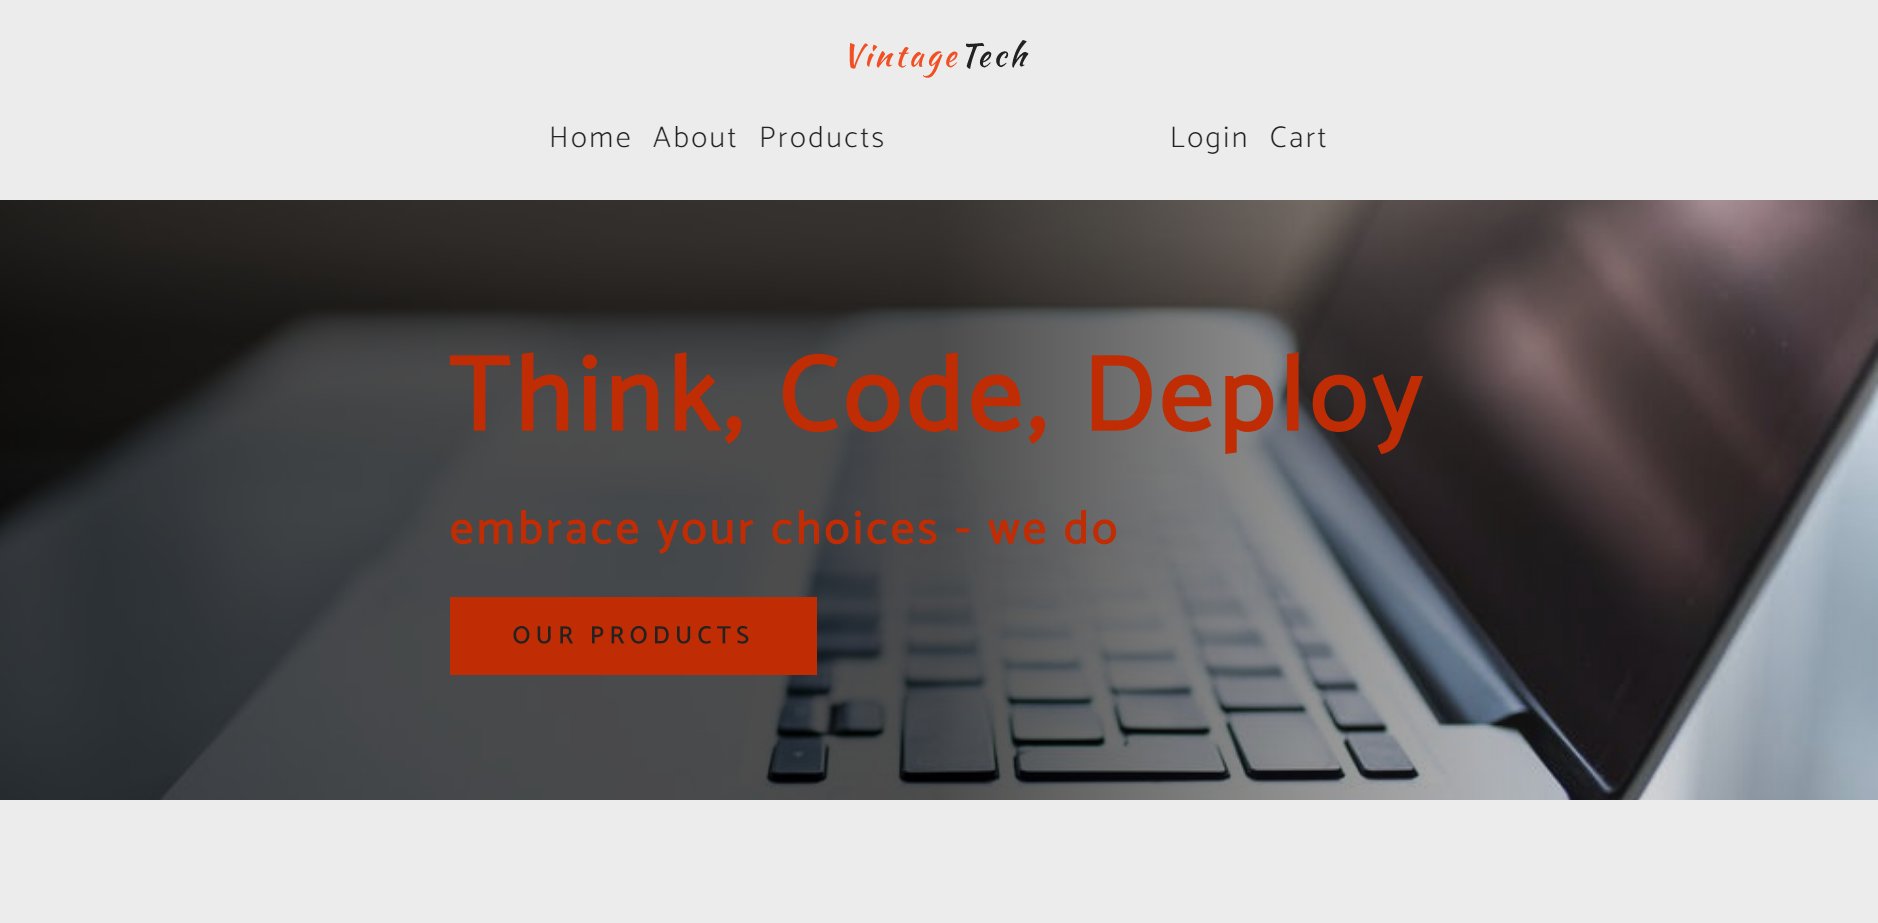 VintageTech
Home About Products Login Cart
Think, Code, Deploy
embrace your choices - we do
OUR PRODUCTS